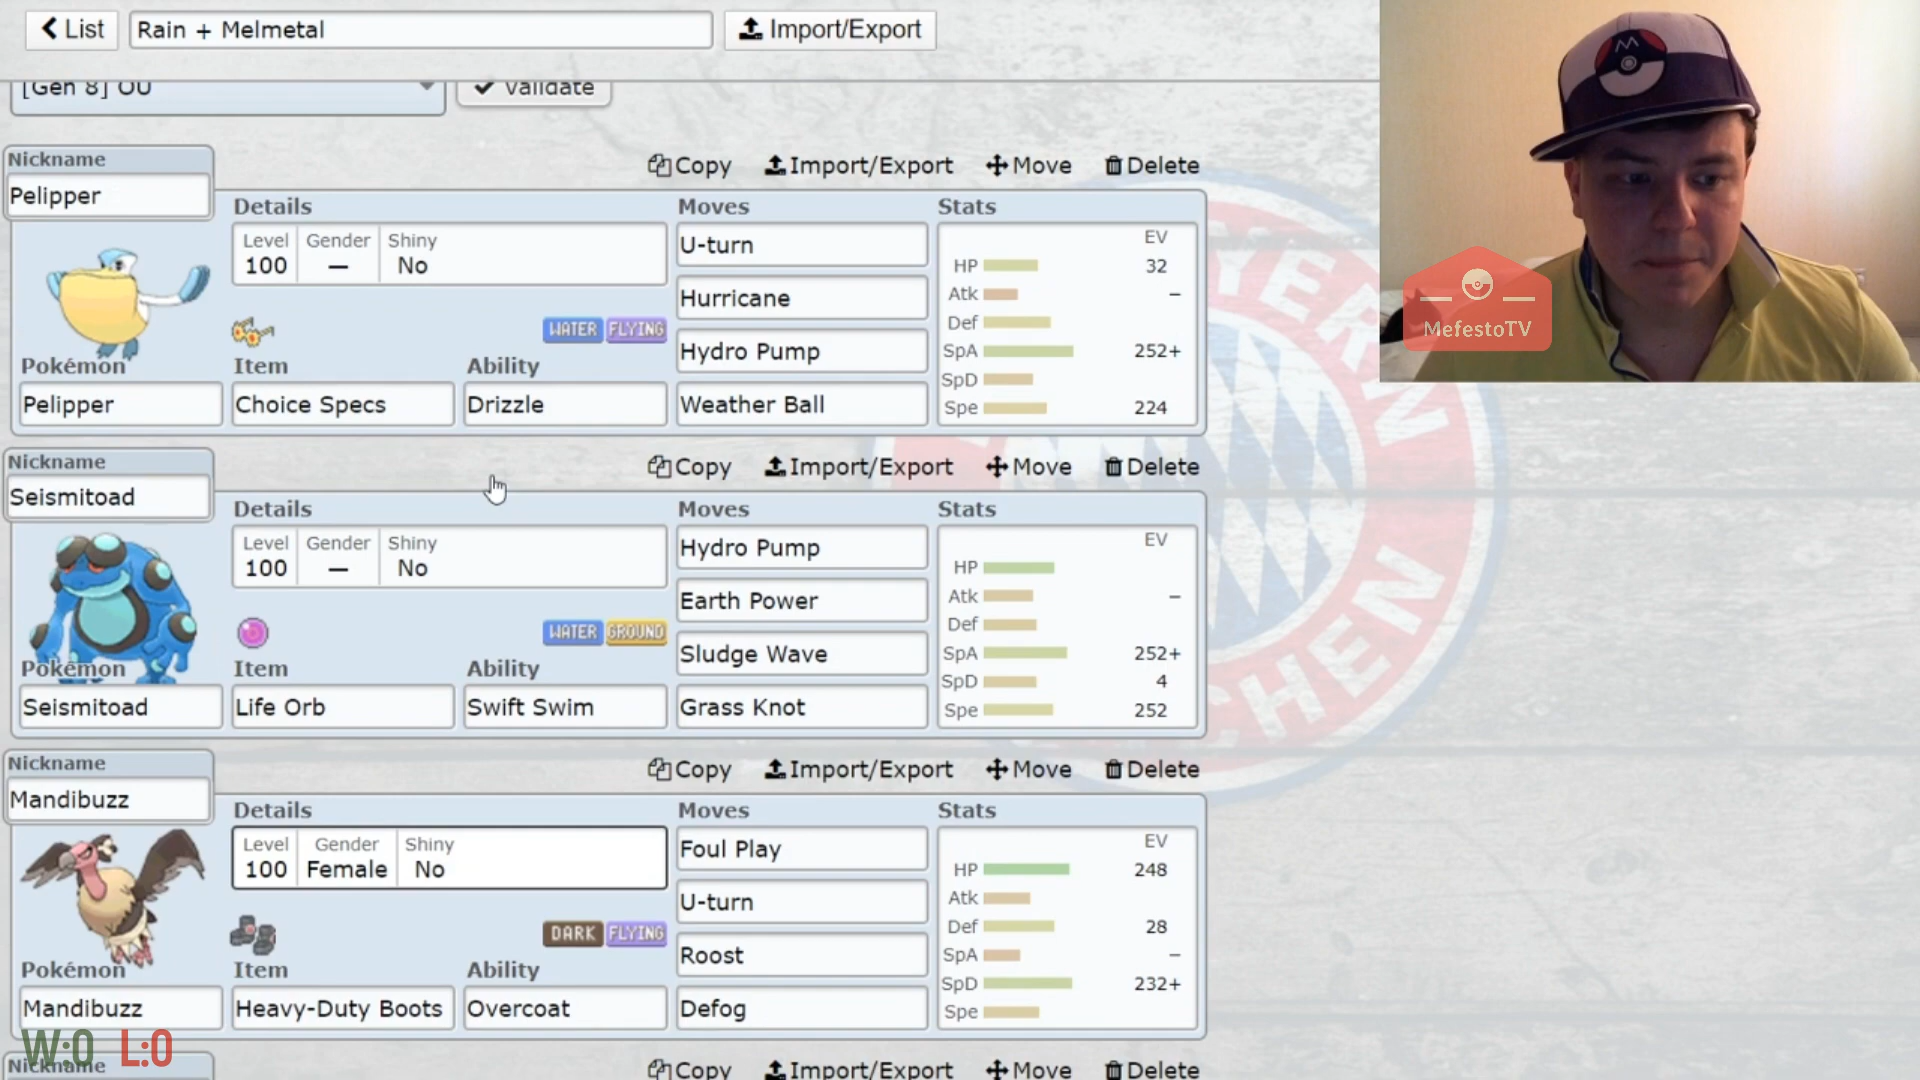 List
Rain + Melmetal
Import/Export
[Gen 8] OU
Validate
Nickname
Pelipper
Copy Import/Export Move Delete
Details Moves Stats
Level Gender Shiny
100 — No
WATER FLYING
Pokémon Item Ability
Pelipper Choice Specs Drizzle
U-turn
Hurricane
Hydro Pump
Weather Ball
EV
HP 32
Atk –
Def
SpA 252+
SpD
Spe 224
Nickname
Seismitoad
Copy Import/Export Move Delete
Details Moves Stats
Level Gender Shiny
100 — No
WATER GROUND
Pokémon Item Ability
Seismitoad Life Orb Swift Swim
Hydro Pump
Earth Power
Sludge Wave
Grass Knot
EV
HP
Atk –
Def
SpA 252+
SpD 4
Spe 252
Nickname
Mandibuzz
Copy Import/Export Move Delete
Details Moves Stats
Level Gender Shiny
100 Female No
DARK FLYING
Pokémon Item Ability
Mandibuzz Heavy-Duty Boots Overcoat
Foul Play
U-turn
Roost
Defog
EV
HP 248
Atk
Def 28
SpA –
SpD 232+
Spe
Nickname
Copy Import/Export Move Delete
W:0 L:0
MefestoTV
M
YERN
CHEN